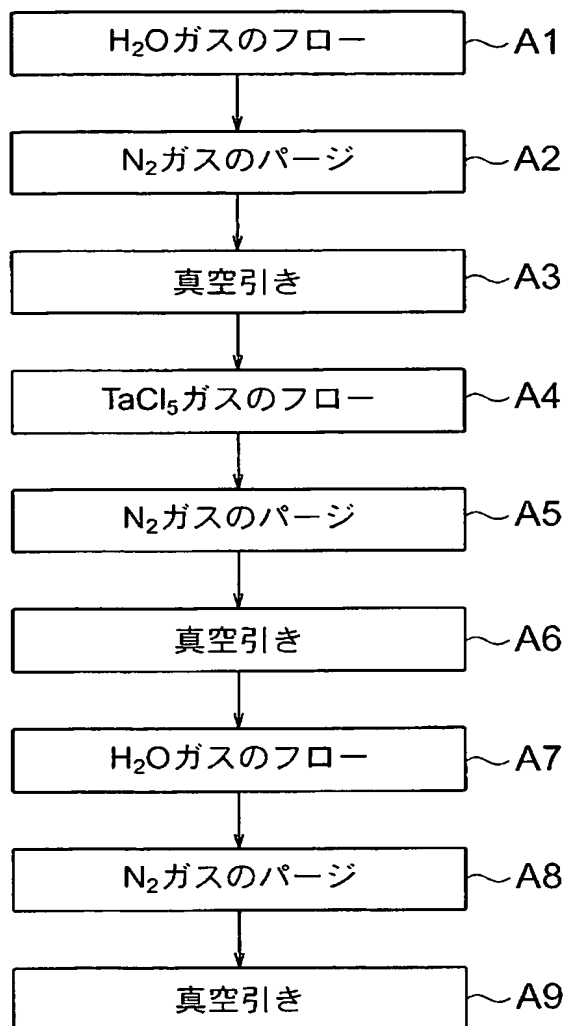 H₂Oガスのフロー A1
N₂ガスのパージ A2
真空引き A3
TaCl₅ガスのフロー A4
N₂ガスのパージ A5
真空引き A6
H₂Oガスのフロー A7
N₂ガスのパージ A8
真空引き A9